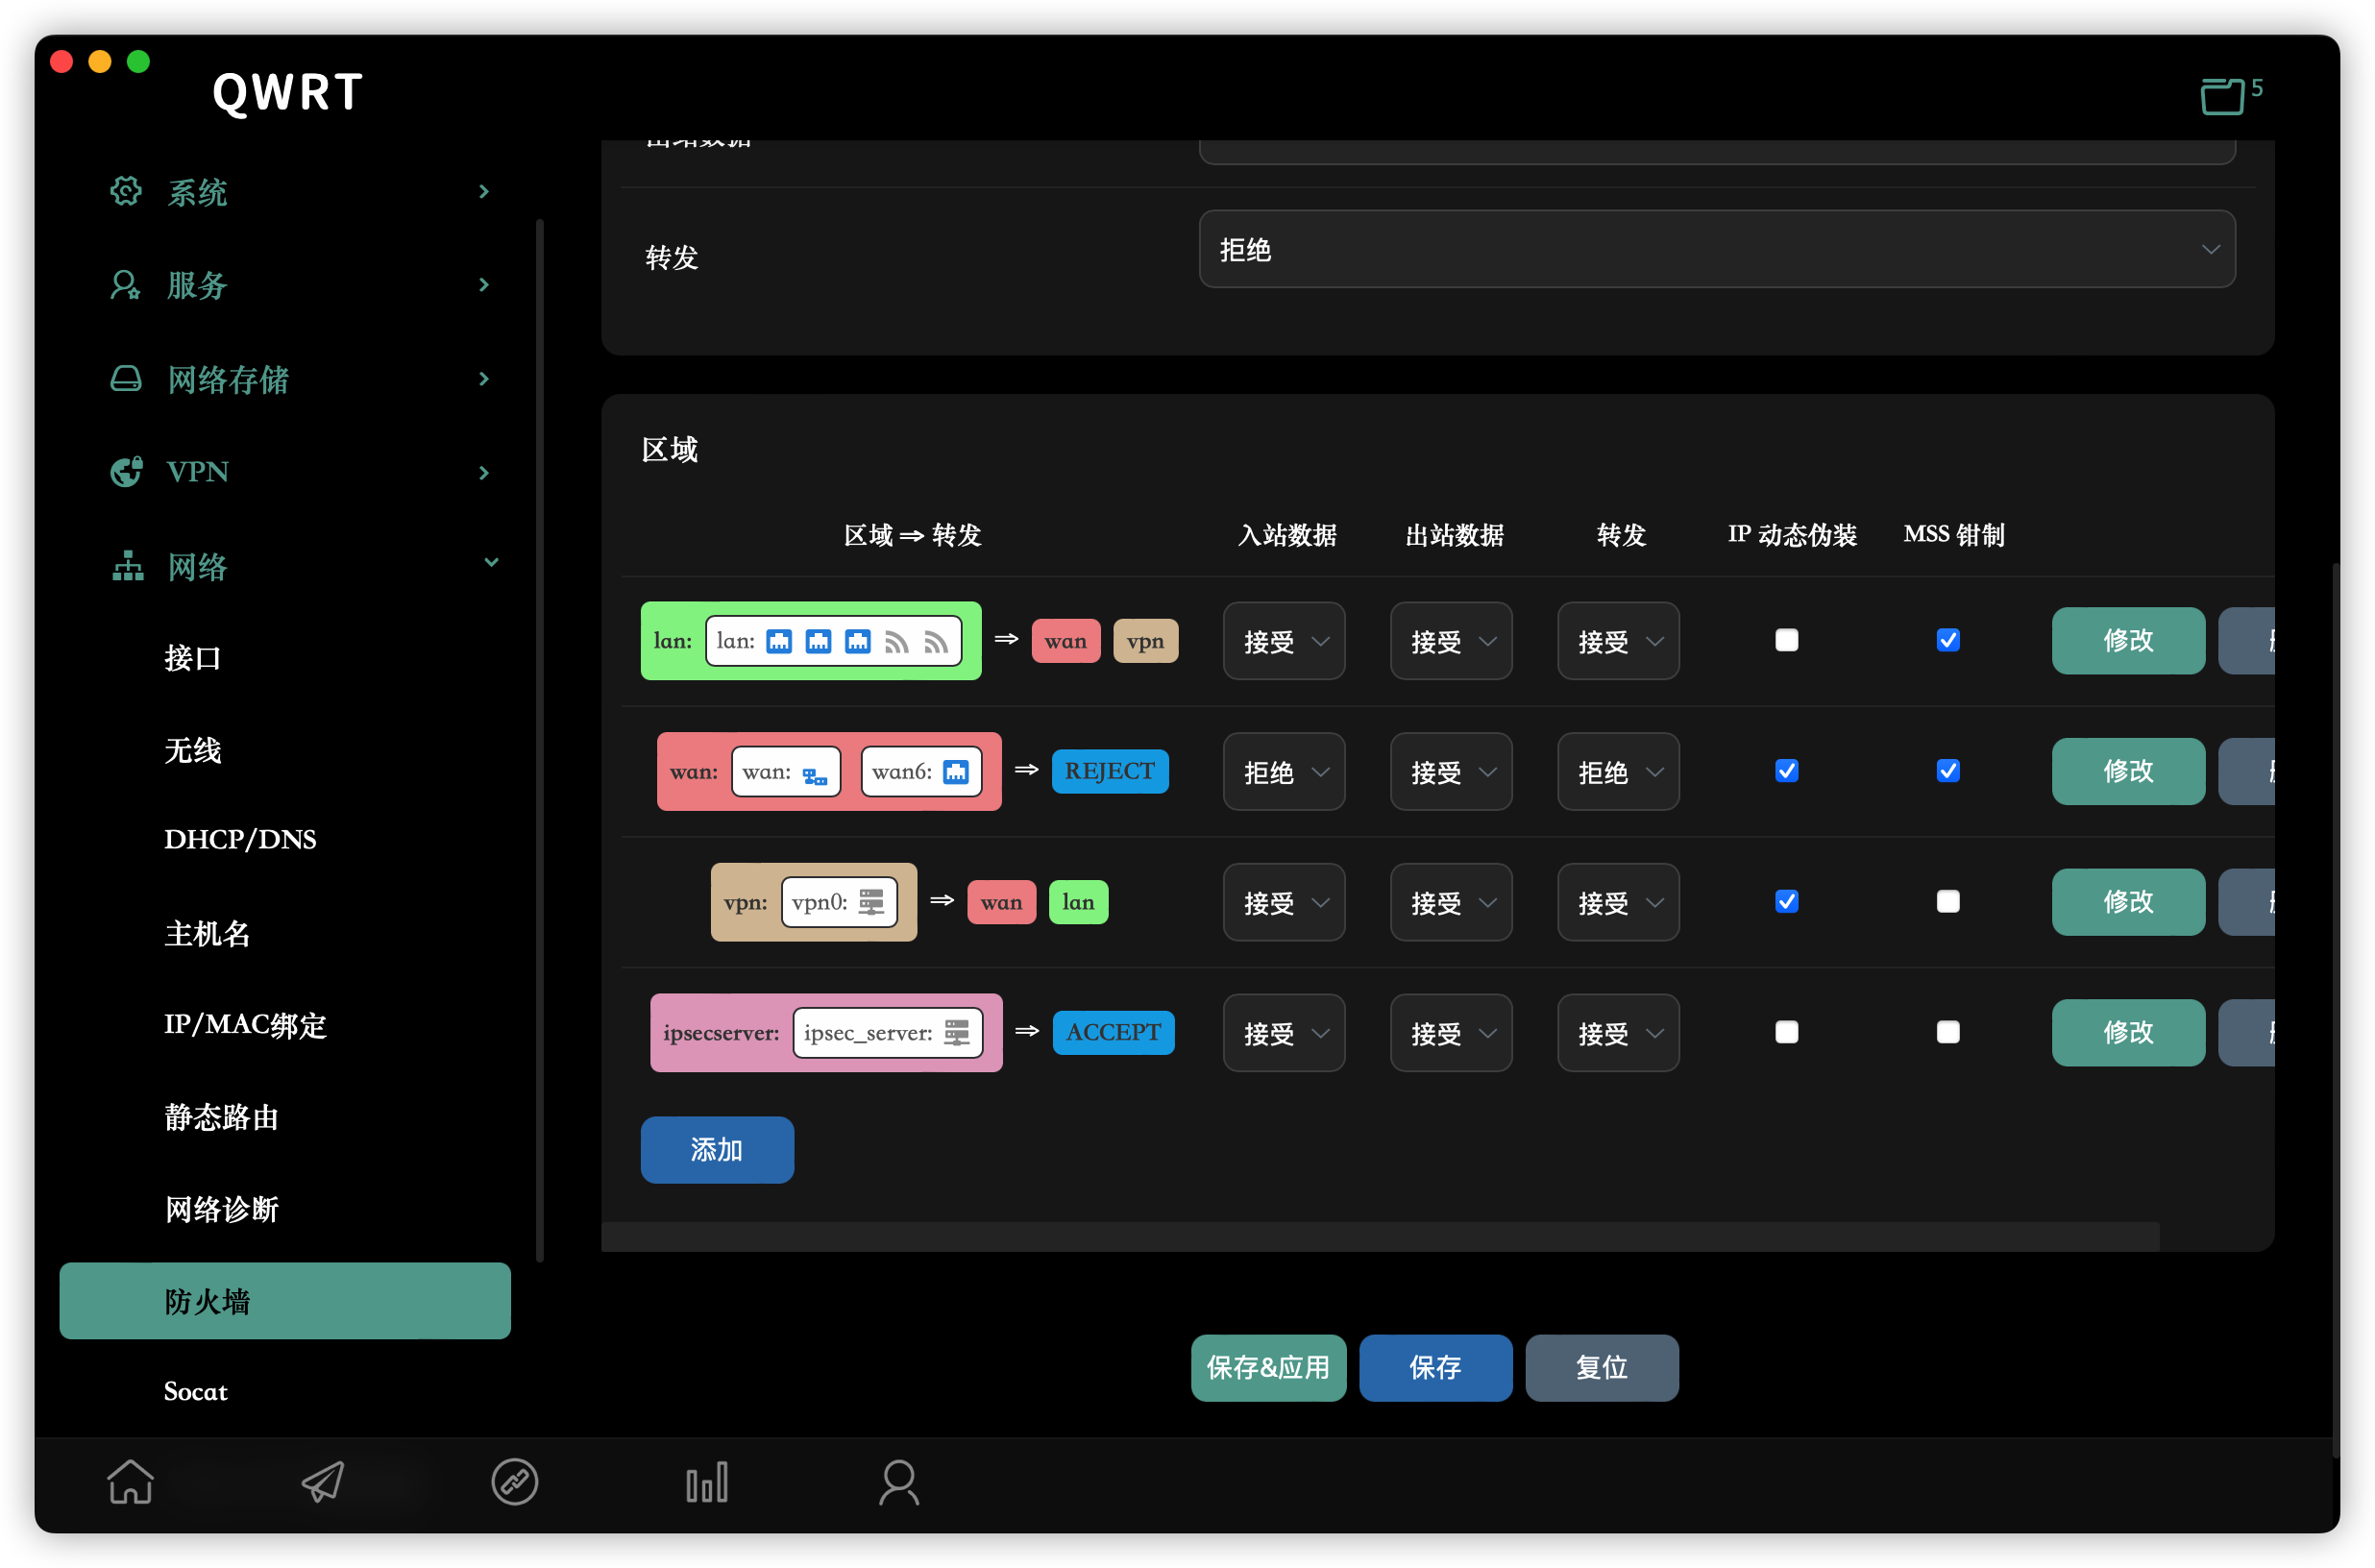 QWRT
5
系统
服务
网络存储
VPN
网络
接口
无线
DHCP/DNS
主机名
IP/MAC绑定
静态路由
网络诊断
防火墙
Socat
出站数据
转发
拒绝
区域
区域 ⇒ 转发 入站数据 出站数据 转发 IP 动态伪装 MSS 钳制
lan: lan: ⇒ wan vpn 接受 接受 接受 修改
wan: wan: wan6: ⇒ REJECT 拒绝 接受 拒绝 修改
vpn: vpn0: ⇒ wan lan 接受 接受 接受 修改
ipsecserver: ipsec_server: ⇒ ACCEPT 接受 接受 接受 修改
添加
保存&应用 保存 复位